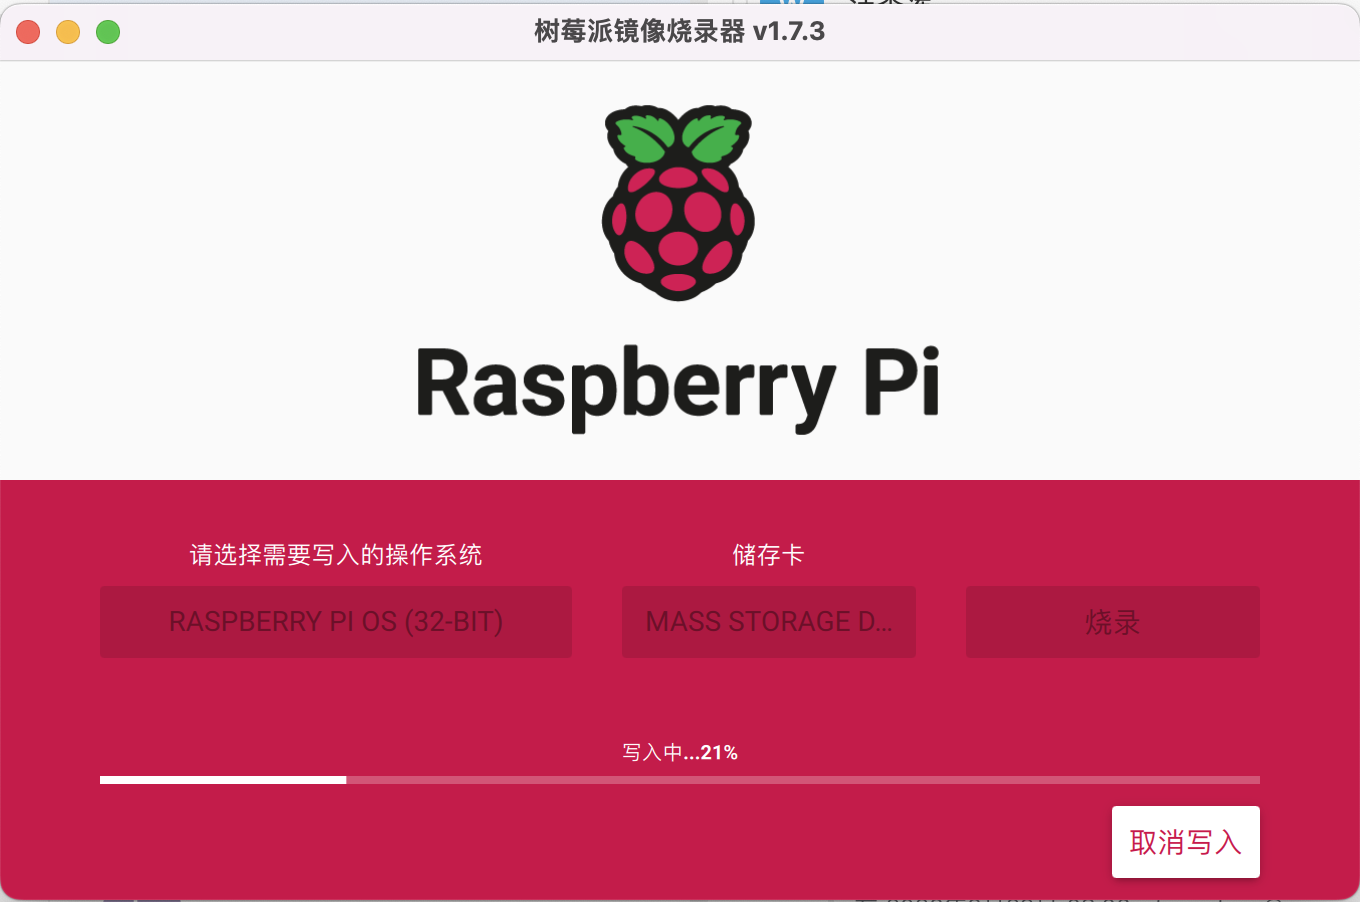 树莓派镜像烧录器 v1.7.3
Raspberry Pi
请选择需要写入的操作系统
储存卡
RASPBERRY PI OS (32-BIT)
MASS STORAGE D...
烧录
写入中...21%
取消写入